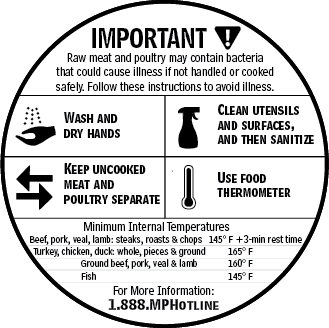 IMPORTANT
Raw meat and poultry may contain bacteria
that could cause illness if not handled or cooked
safely. Follow these instructions to avoid illness.
WASH AND
DRY HANDS
CLEAN UTENSILS
AND SURFACES,
AND THEN SANITIZE
KEEP UNCOOKED
MEAT AND
POULTRY SEPARATE
USE FOOD
THERMOMETER
Minimum Internal Temperatures
Beef, pork, veal, lamb: steaks, roasts & chops 145° F +3-min rest time
Turkey, chicken, duck: whole, pieces & ground 165° F
Ground beef, pork, veal & lamb 160° F
Fish 145° F
For More Information:
1.888.MPHOTLINE